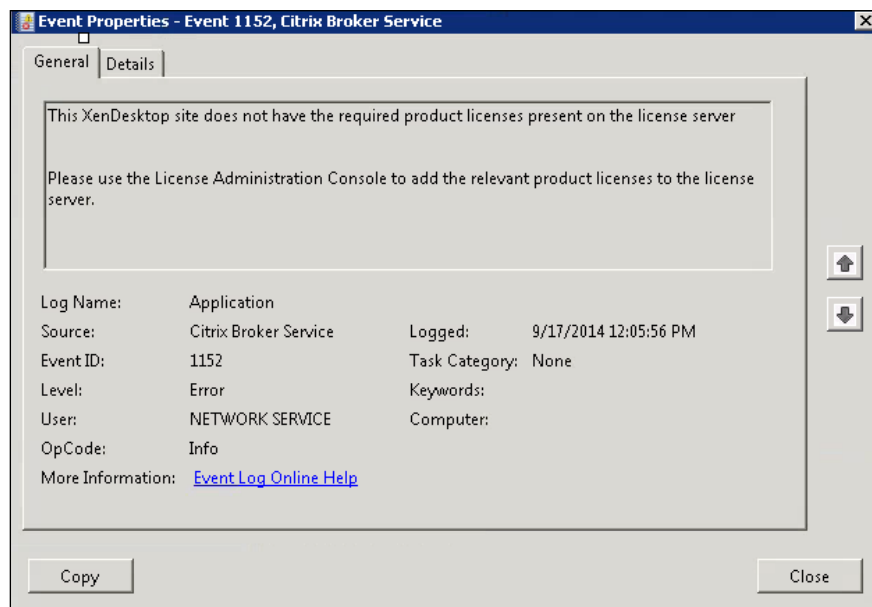 Event Properties - Event 1152, Citrix Broker Service
General Details
This XenDesktop site does not have the required product licenses present on the license server
Please use the License Administration Console to add the relevant product licenses to the license
server.
Log Name: Application
Source: Citrix Broker Service Logged: 9/17/2014 12:05:56 PM
Event ID: 1152 Task Category: None
Level: Error Keywords:
User: NETWORK SERVICE Computer:
OpCode: Info
More Information: Event Log Online Help
Copy Close